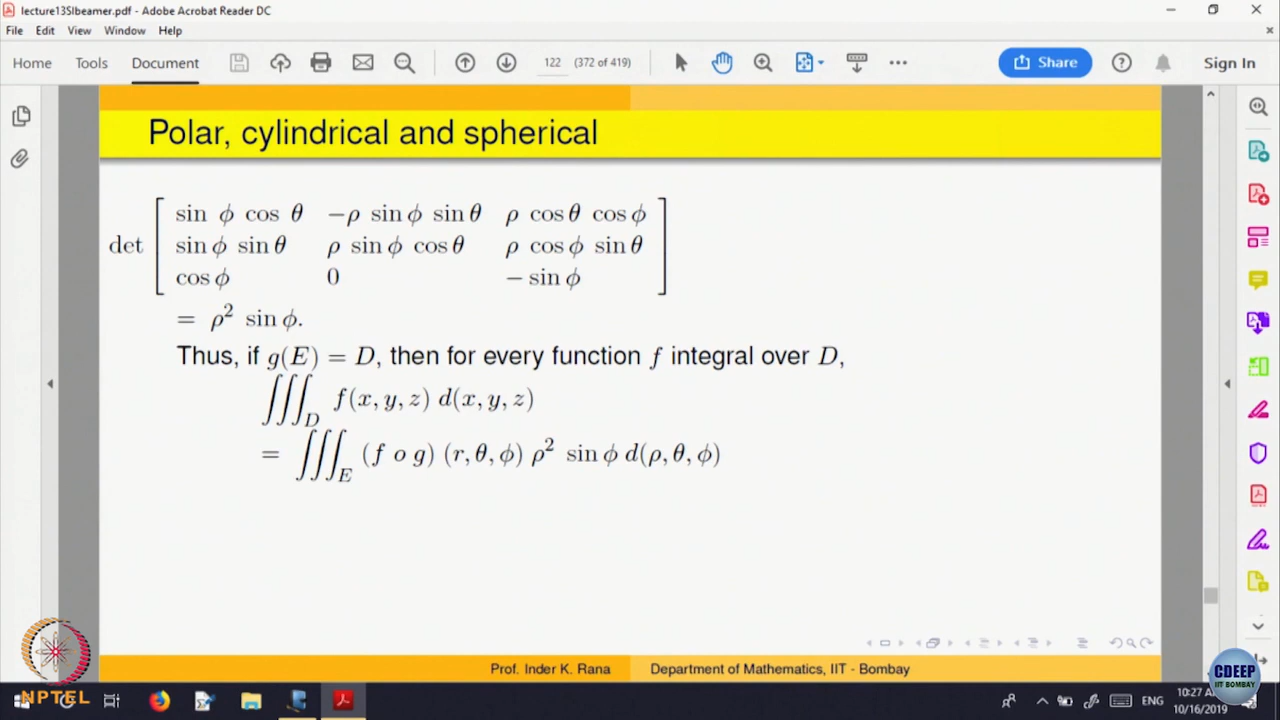 lecture13SIbeamer.pdf - Adobe Acrobat Reader DC
File Edit View Window Help
Home Tools Document 122 (372 of 419) Share Sign In
Polar, cylindrical and spherical
sin ϕ cos θ −ρ sin ϕ sin θ ρ cos θ cos ϕ
det sin ϕ sin θ ρ sin ϕ cos θ ρ cos ϕ sin θ
cos ϕ 0 − sin ϕ
= ρ² sin ϕ.
Thus, if g(E) = D, then for every function f integral over D,
∭_D f(x, y, z) d(x, y, z)
= ∭_E (f o g) (r, θ, ϕ) ρ² sin ϕ d(ρ, θ, ϕ)
Prof. Inder K. Rana Department of Mathematics, IIT - Bombay
NPTEL
CDEEP
IIT BOMBAY
ENG
10:27
10/16/2019